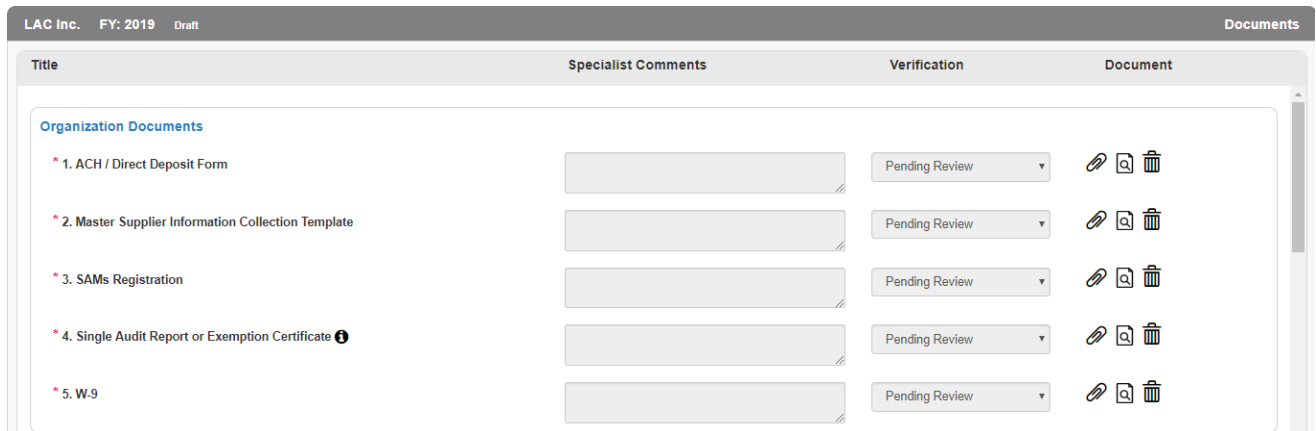 LAC Inc. FY: 2019 Draft Documents
Title Specialist Comments Verification Document
Organization Documents
* 1. ACH / Direct Deposit Form Pending Review
* 2. Master Supplier Information Collection Template Pending Review
* 3. SAMs Registration Pending Review
* 4. Single Audit Report or Exemption Certificate Pending Review
* 5. W-9 Pending Review